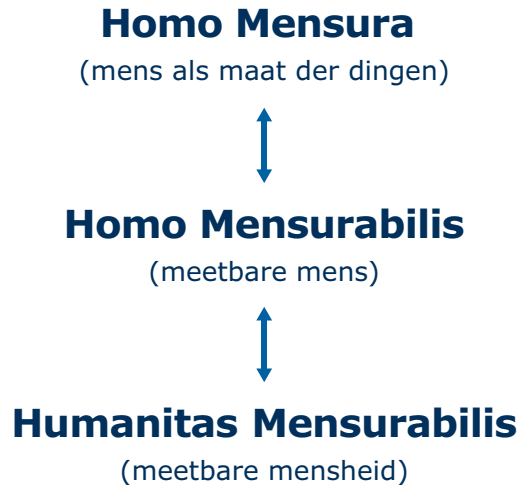 Homo Mensura
(mens als maat der dingen)
Homo Mensurabilis
(meetbare mens)
Humanitas Mensurabilis
(meetbare mensheid)